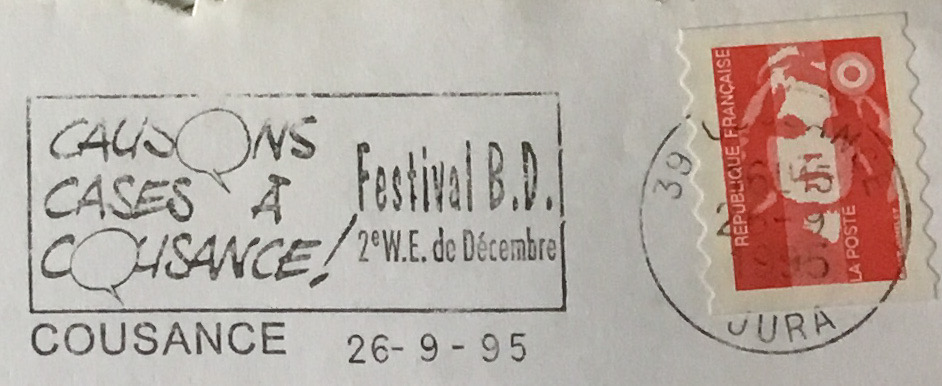 CAUSONS
CASES À
COUSANCE!
Festival B.D.
2e W.E. de Décembre
COUSANCE 26-9-95
39
JURA
RÉPUBLIQUE FRANÇAISE
LA POSTE